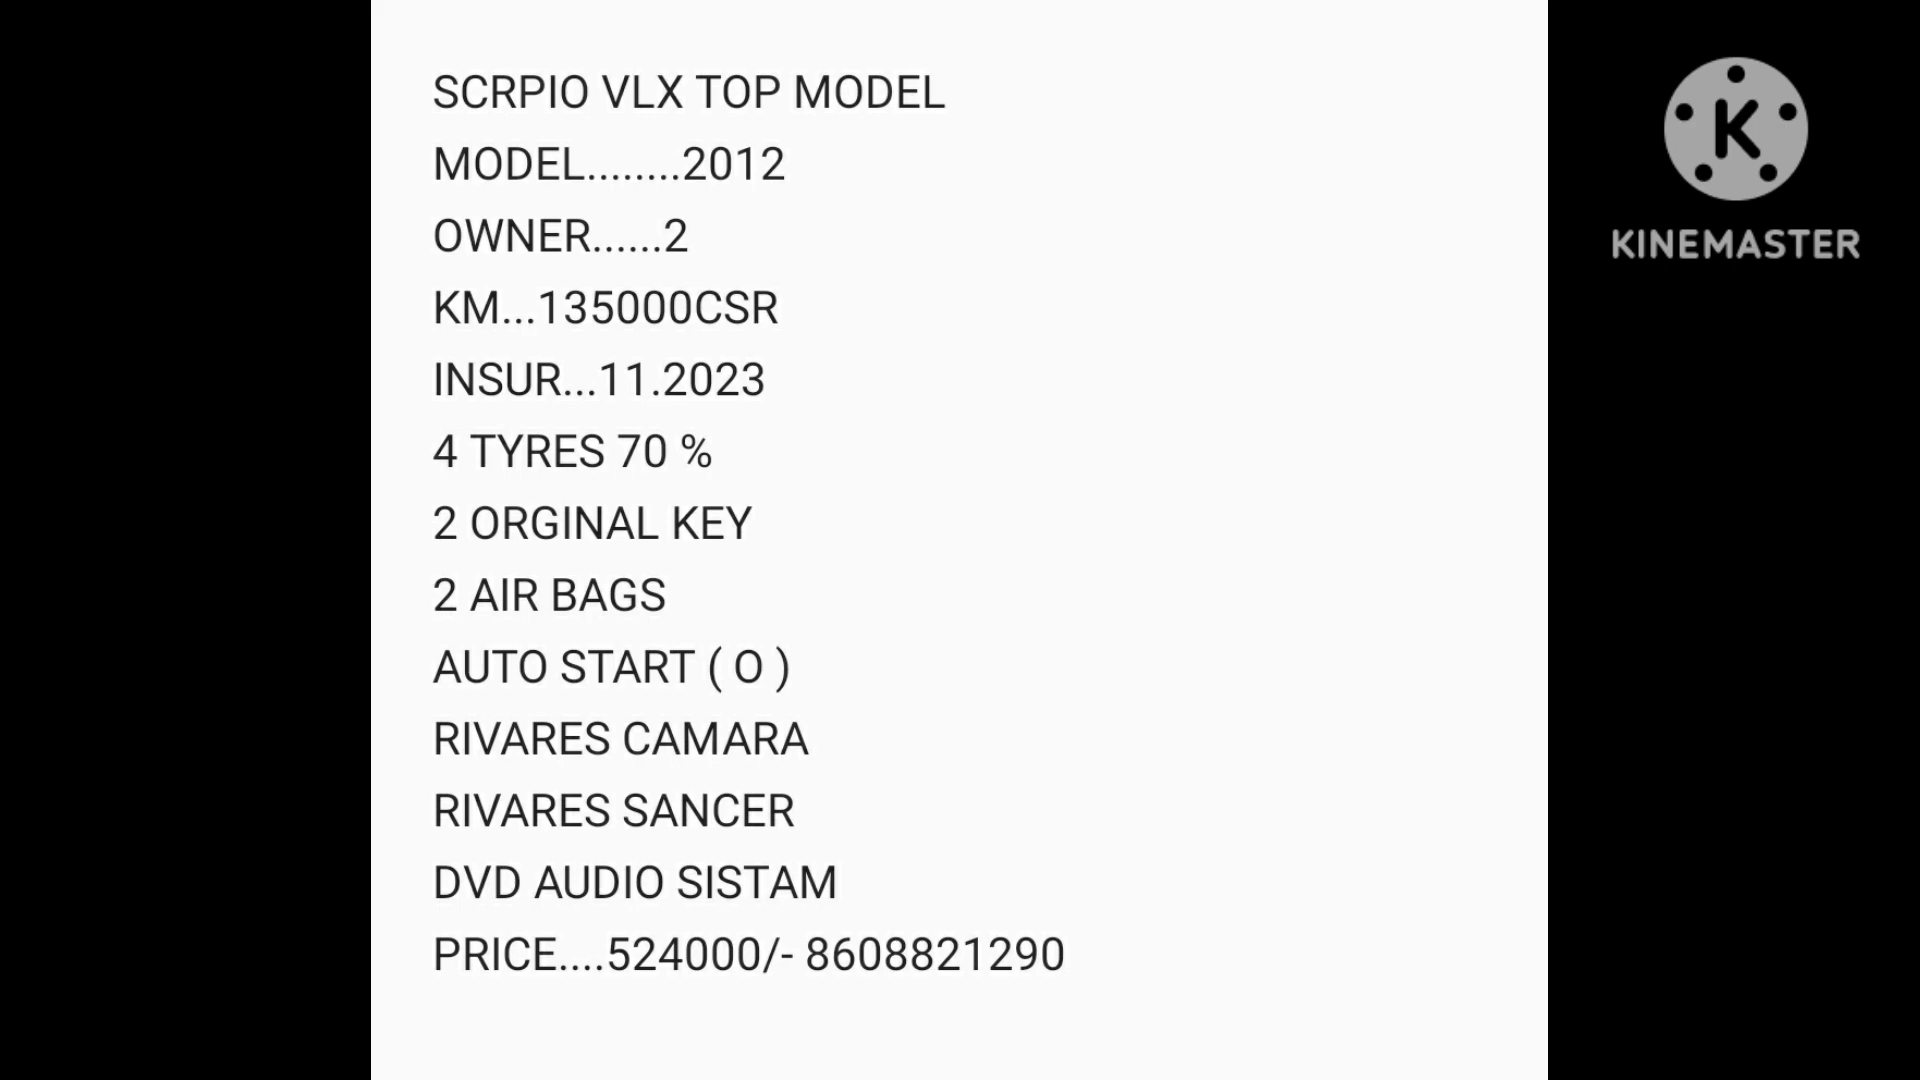 SCRPIO VLX TOP MODEL
MODEL........2012
OWNER......2
KM...135000CSR
INSUR...11.2023
4 TYRES 70 %
2 ORGINAL KEY
2 AIR BAGS
AUTO START ( O )
RIVARES CAMARA
RIVARES SANCER
DVD AUDIO SISTAM
PRICE....524000/- 8608821290
K
KINEMASTER